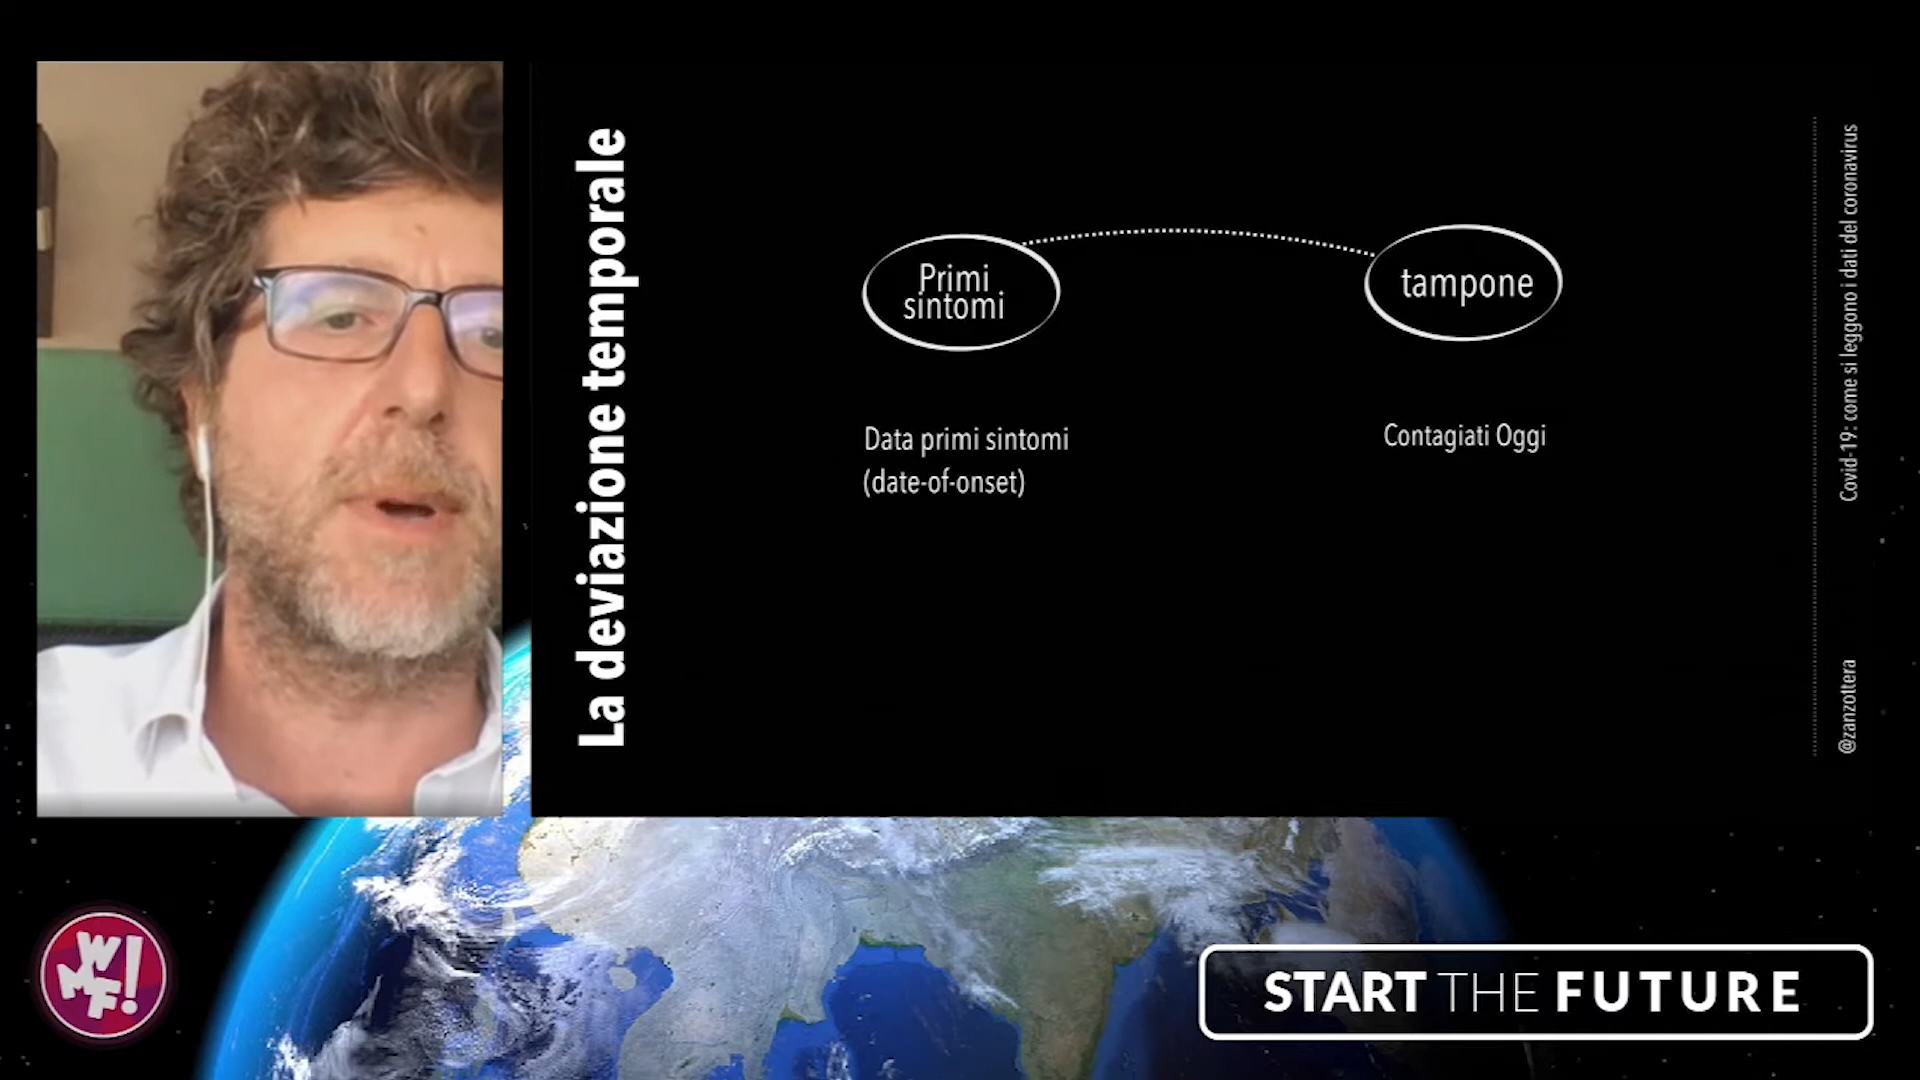 La deviazione temporale
Primi
sintomi
tampone
Data primi sintomi
(date-of-onset)
Contagiati Oggi
Covid-19: come si leggono i dati del coronavirus
@zanzottera
WMF!
START THE FUTURE